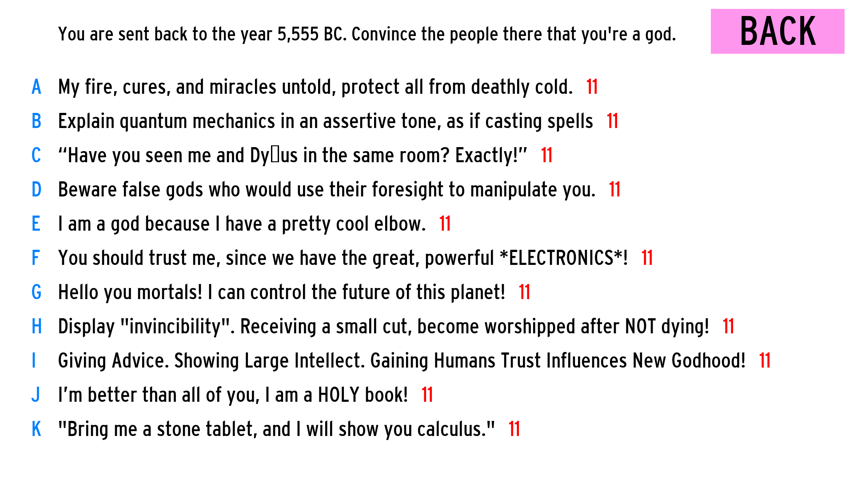 You are sent back to the year 5,555 BC. Convince the people there that you're a god.
BACK
A My fire, cures, and miracles untold, protect all from deathly cold. 11
B Explain quantum mechanics in an assertive tone, as if casting spells 11
C “Have you seen me and Dy▯us in the same room? Exactly!” 11
D Beware false gods who would use their foresight to manipulate you. 11
E I am a god because I have a pretty cool elbow. 11
F You should trust me, since we have the great, powerful *ELECTRONICS*! 11
G Hello you mortals! I can control the future of this planet! 11
H Display "invincibility". Receiving a small cut, become worshipped after NOT dying! 11
I Giving Advice. Showing Large Intellect. Gaining Humans Trust Influences New Godhood! 11
J I’m better than all of you, I am a HOLY book! 11
K "Bring me a stone tablet, and I will show you calculus." 11